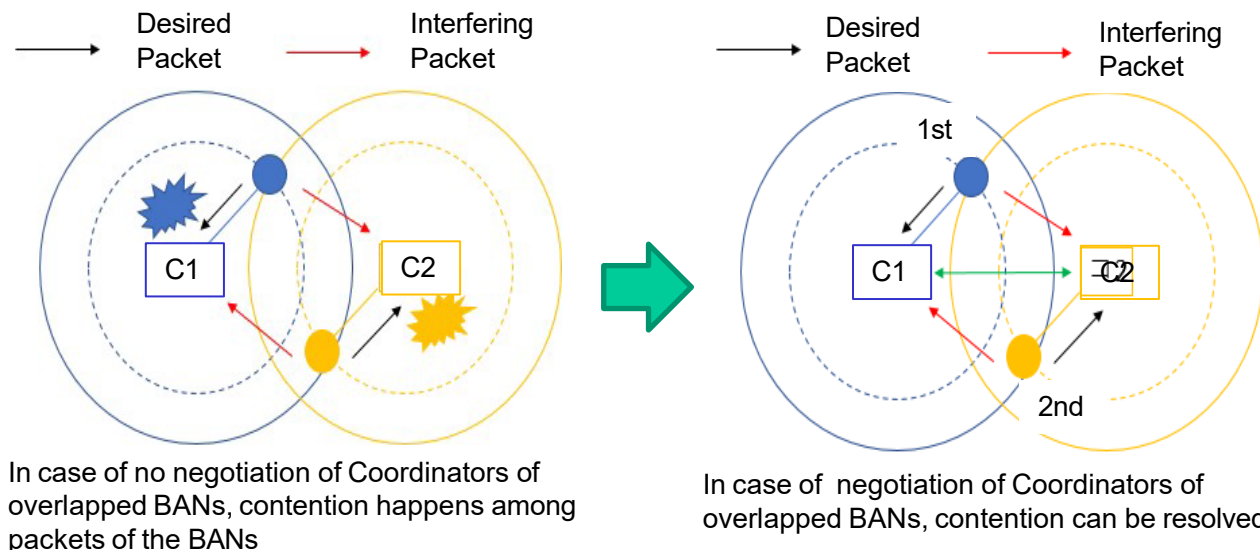 Desired
Packet
Interfering
Packet
C1
C2
In case of no negotiation of Coordinators of
overlapped BANs, contention happens among
packets of the BANs
Desired
Packet
Interfering
Packet
1st
C1
C2
2nd
In case of  negotiation of Coordinators of
overlapped BANs, contention can be resolved